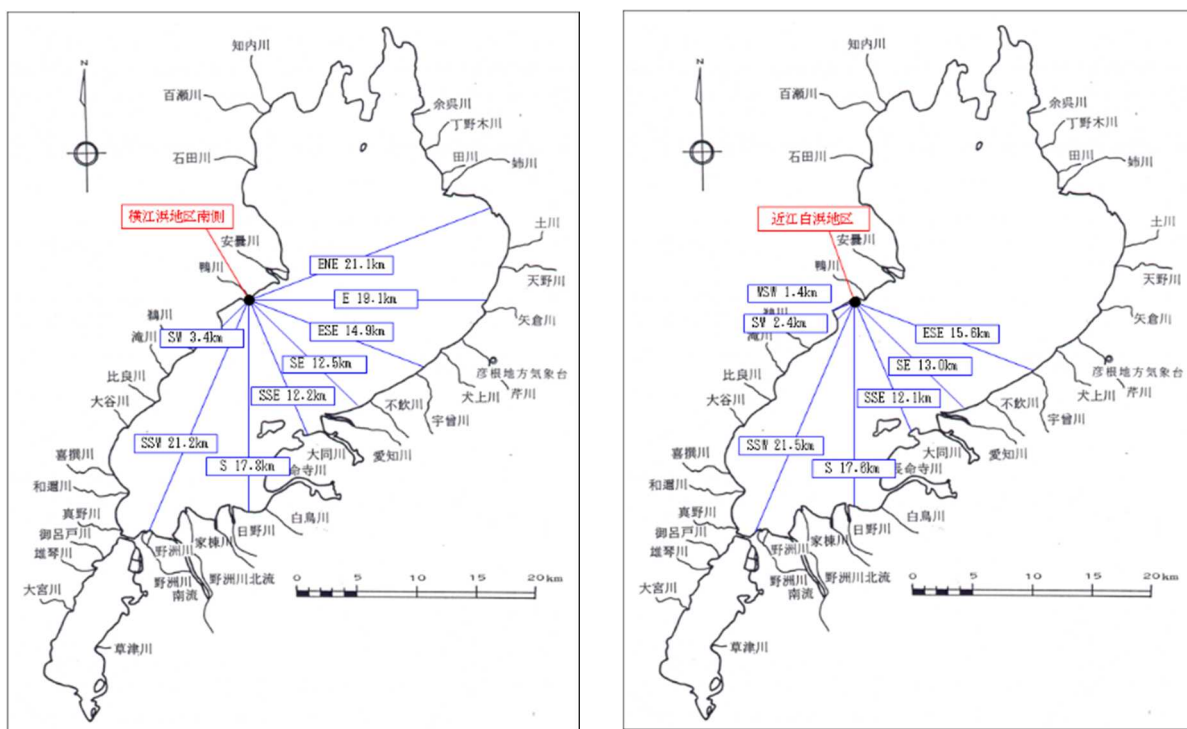 知内川
N
百瀬川
余呉川
丁野木川
石田川
田川
姉川
横江浜地区南側
安曇川
土川
ENE 21.1km
鴨川
天野川
E 19.1km
鵜川
矢倉川
SW 3.4km
ESE 14.9km
滝川
SE 12.5km
彦根地方気象台
比良川
芹川
犬上川
SSE 12.2km
不飲川
大谷川
宇曽川
SSW 21.2km
大同川
愛知川
喜撰川
S 17.8km
命寺川
和邇川
真野川
白鳥川
御呂戸川
日野川
家棟川
野洲川
雄琴川
野洲川北流
野洲川
南流
大宮川
0 5 10 15 20km
草津川
知内川
N
百瀬川
余呉川
丁野木川
石田川
田川
姉川
近江白浜地区
安曇川
土川
鴨川
天野川
WSW 1.4km
矢倉川
SW 2.4km
ESE 15.6km
滝川
SE 13.0km
彦根地方気象台
比良川
芹川
犬上川
SSE 12.1km
不飲川
大谷川
宇曽川
SSW 21.5km
大同川
愛知川
喜撰川
命寺川
和邇川
真野川
白鳥川
御呂戸川
日野川
家棟川
野洲川
雄琴川
野洲川北流
野洲川
南流
大宮川
0 5 10 15 20km
草津川